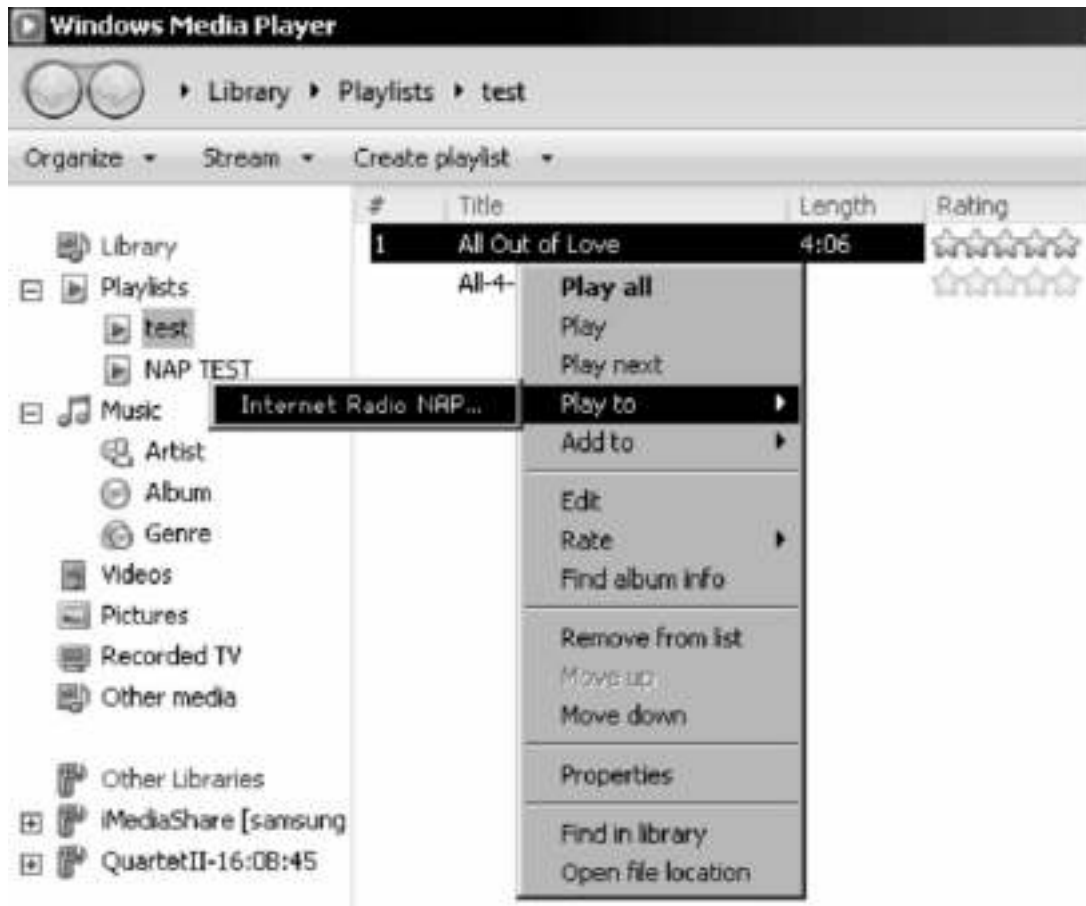 Windows Media Player
Library Playlists test
Organize Stream Create playlist
# Title Length Rating
1 All Out of Love 4:06
All-4-
Library
Playlists
test
NAP TEST
Music
Artist
Album
Genre
Videos
Pictures
Recorded TV
Other media
Other Libraries
iMediaShare [samsung
QuartetII-16:08:45
Play all
Play
Play next
Play to
Internet Radio NAP...
Add to
Edit
Rate
Find album info
Remove from list
Move up
Move down
Properties
Find in library
Open file location